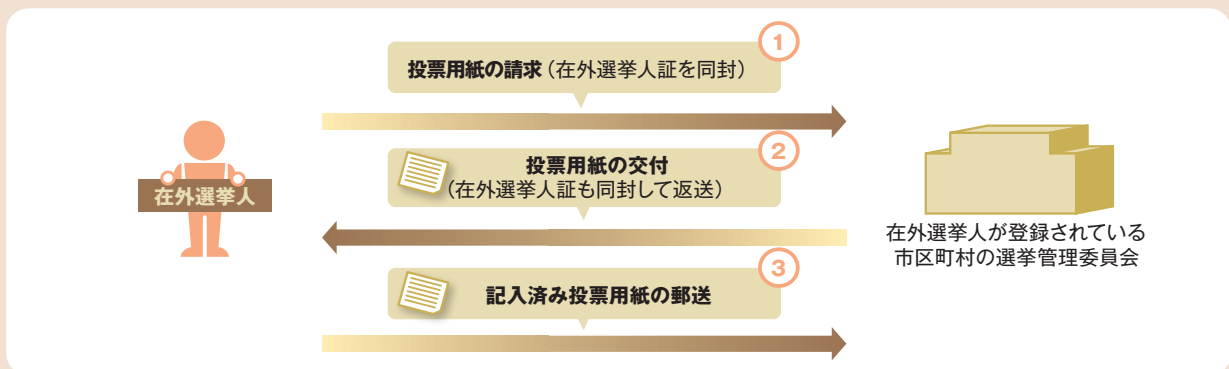 ①
投票用紙の請求(在外選挙人証を同封)
②
投票用紙の交付
(在外選挙人証も同封して返送)
在外選挙人
在外選挙人が登録されている
市区町村の選挙管理委員会
③
記入済み投票用紙の郵送